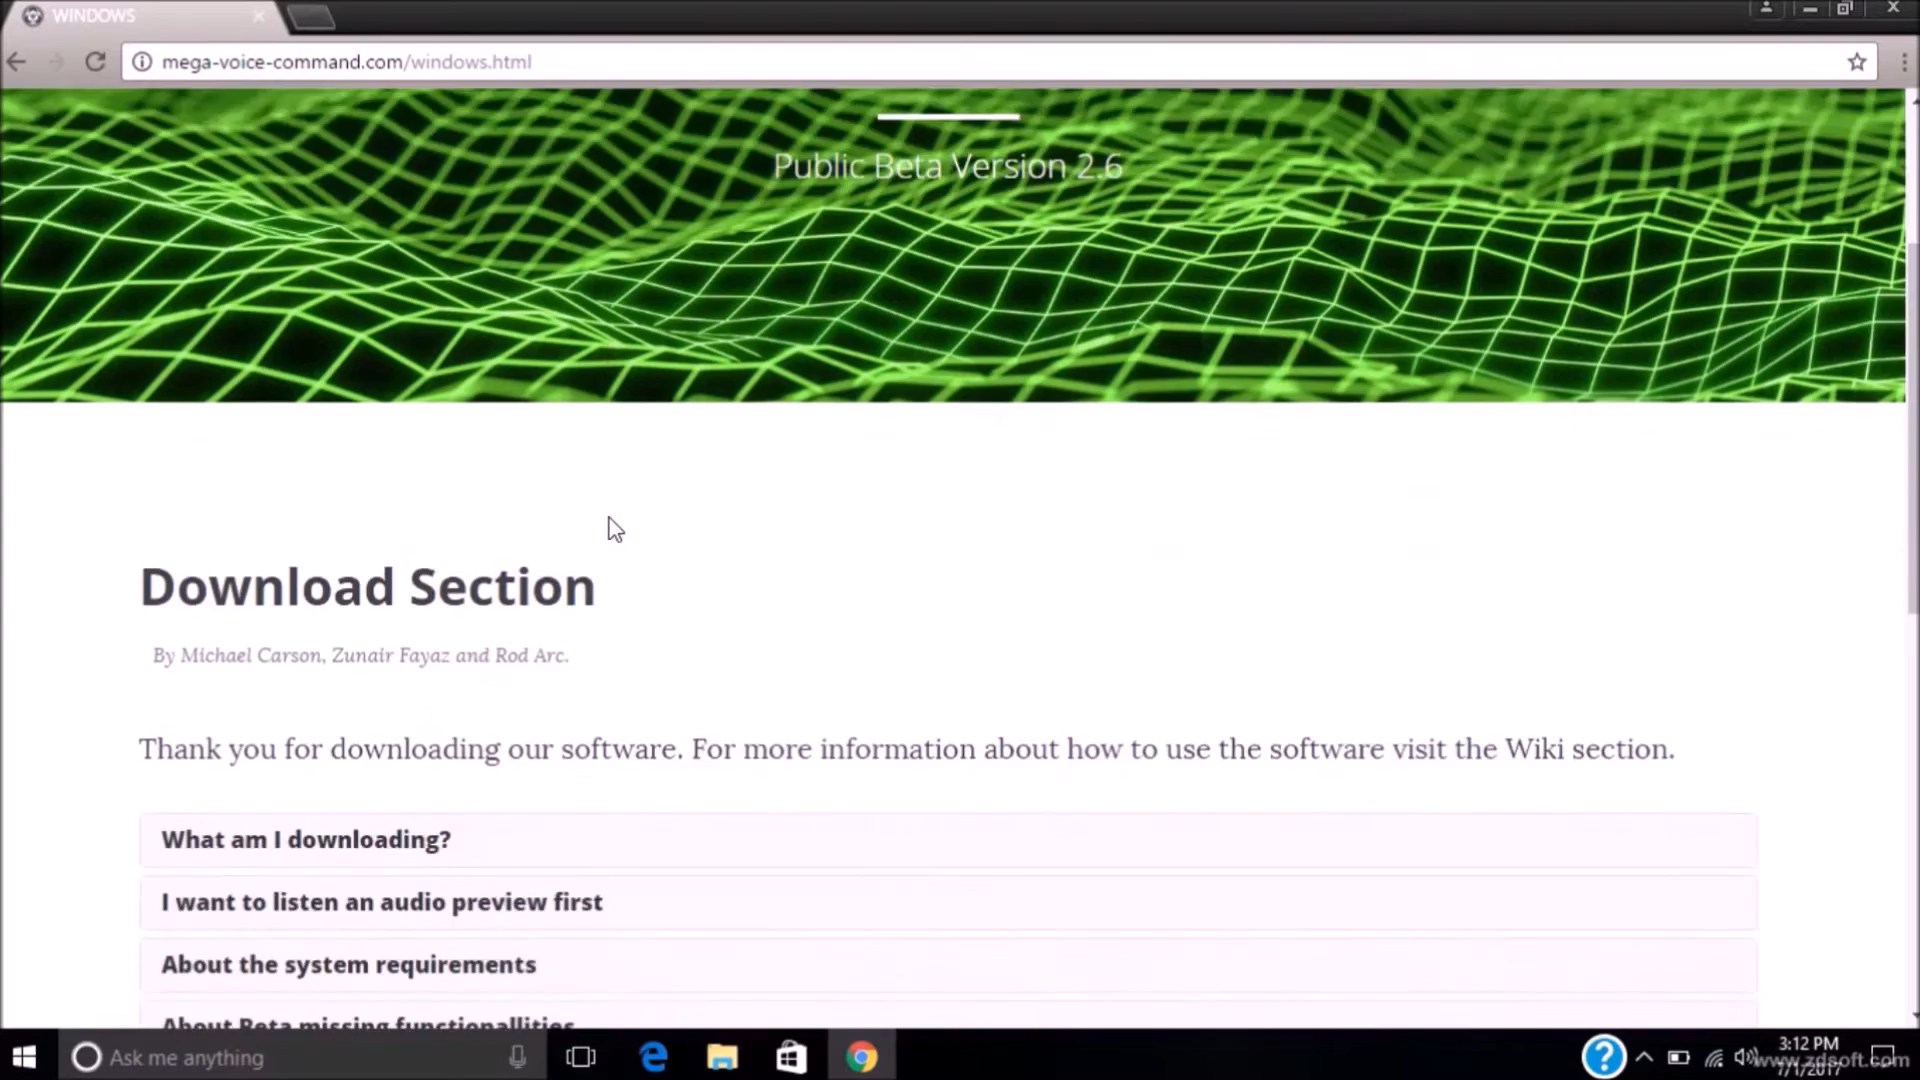 WINDOWS
mega-voice-command.com/windows.html
Public Beta Version 2.6
Download Section
By Michael Carson, Zunair Fayaz and Rod Arc.
Thank you for downloading our software. For more information about how to use the software visit the Wiki section.
What am I downloading?
I want to listen an audio preview first
About the system requirements
About Beta missing functionallities
Ask me anything
3:12 PM
7/1/2017
www.zdsoft.com